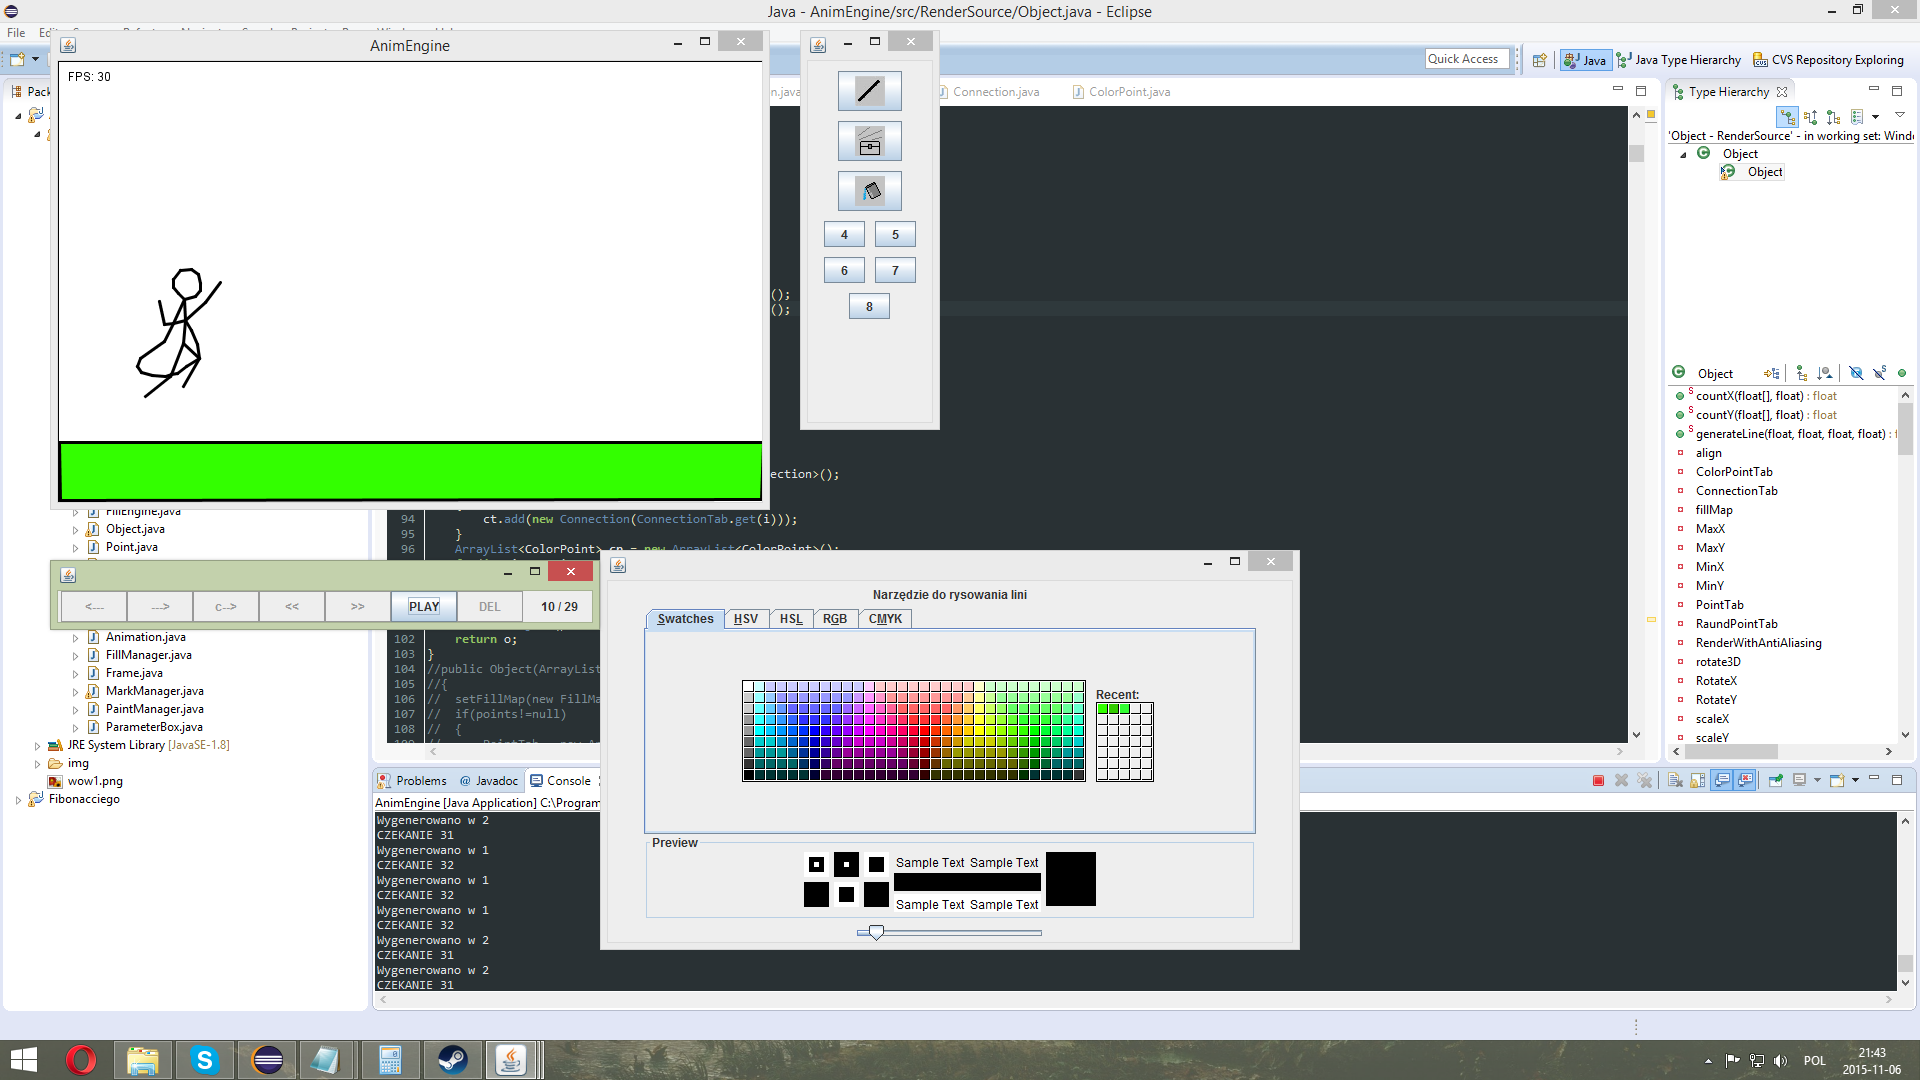 Java - AnimEngine/src/RenderSource/Object.java - Eclipse
File
AnimEngine
FPS: 30
4 5
6 7
8
Quick Access
Java
Java Type Hierarchy
CVS Repository Exploring
Connection.java
ColorPoint.java
Type Hierarchy
'Object - RenderSource' - in working set: Wind
Object
Object
();
();
ection>();
94 ct.add(new Connection(ConnectionTab.get(i)));
95 }
96 ArrayList<ColorPoint> cp = new ArrayList<ColorPoint>();
102 return o;
103 }
104 //public Object(ArrayList
105 //{
106 // setFillMap(new FillMa
107 // if(points!=null)
108 // {
FillEngine.java
Object.java
Point.java
<--- ---> c--> << >> PLAY DEL 10 / 29
Animation.java
FillManager.java
Frame.java
MarkManager.java
PaintManager.java
ParameterBox.java
JRE System Library [JavaSE-1.8]
img
wow1.png
Fibonacciego
Narzędzie do rysowania lini
Swatches HSV HSL RGB CMYK
Recent:
Preview
Sample Text Sample Text
Sample Text Sample Text
Object
countX(float[], float) : float
countY(float[], float) : float
generateLine(float, float, float, float) :
align
ColorPointTab
ConnectionTab
fillMap
MaxX
MaxY
MinX
MinY
PointTab
RaundPointTab
RenderWithAntiAliasing
rotate3D
RotateX
RotateY
scaleX
scaleY
Problems @ Javadoc Console
AnimEngine [Java Application] C:\Program
Wygenerowano w 2
CZEKANIE 31
Wygenerowano w 1
CZEKANIE 32
Wygenerowano w 1
CZEKANIE 32
Wygenerowano w 1
CZEKANIE 32
Wygenerowano w 2
CZEKANIE 31
Wygenerowano w 2
CZEKANIE 31
POL
21:43
2015-11-06